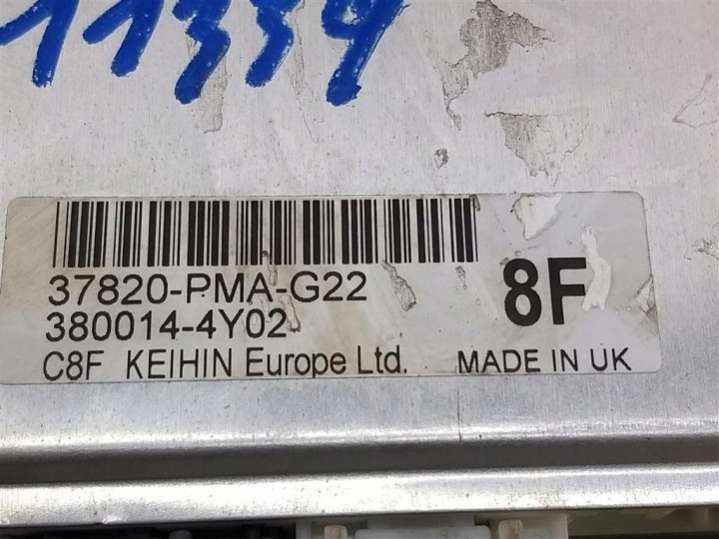 11339
37820-PMA-G22
380014-4Y02
8F
C8F KEIHIN Europe Ltd. MADE IN UK